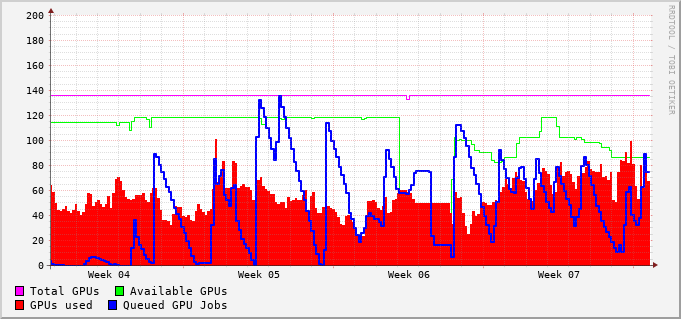 200
180
160
140
120
100
80
60
40
20
0
Week 04 Week 05 Week 06 Week 07
Total GPUs Available GPUs
GPUs used Queued GPU Jobs
RRDTOOL / TOBI OETIKER